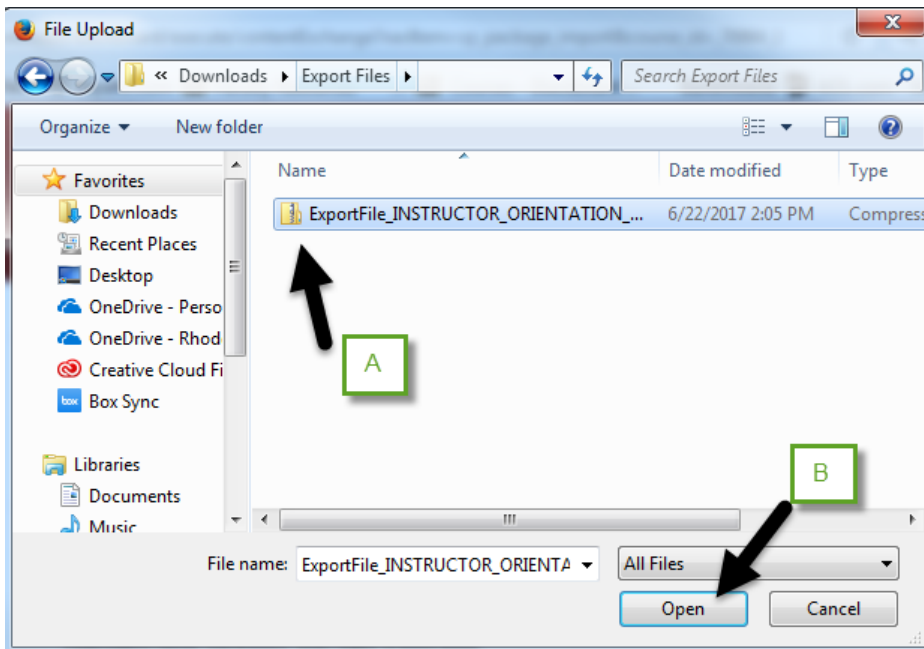 File Upload
« Downloads ▸ Export Files ▸ Search Export Files
Organize New folder
Name Date modified Type
ExportFile_INSTRUCTOR_ORIENTATION_... 6/22/2017 2:05 PM Compress
Favorites
Downloads
Recent Places
Desktop
OneDrive - Perso
OneDrive - Rhod
Creative Cloud Fi
box Box Sync
Libraries
Documents
Music
A
B
File name: ExportFile_INSTRUCTOR_ORIENTA All Files
Open Cancel